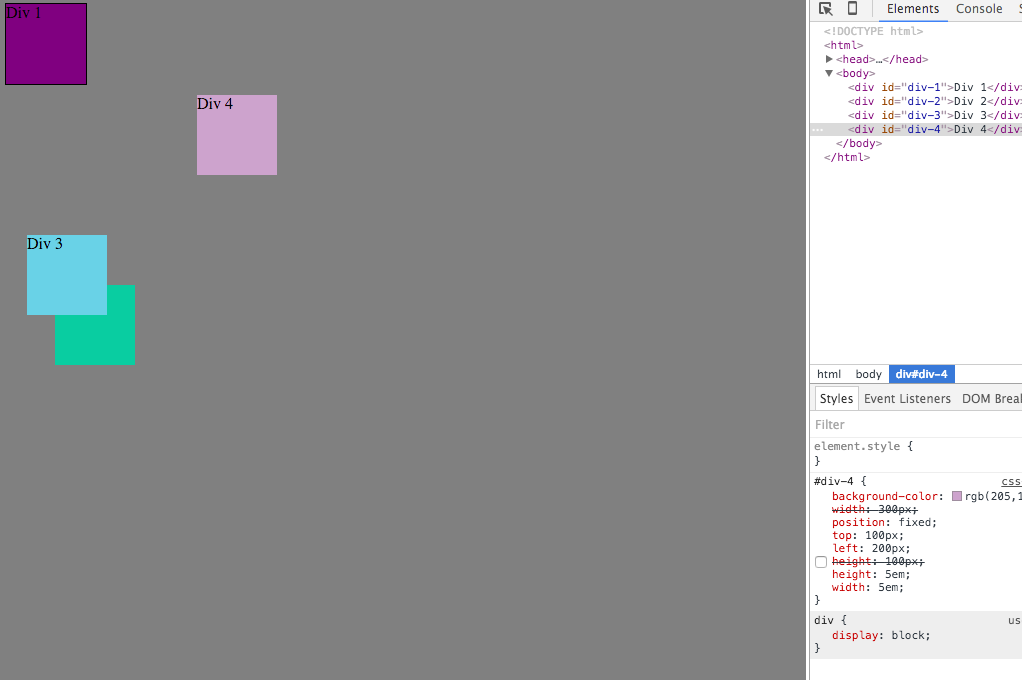 Div 1
Div 4
Div 3
Elements Console
<!DOCTYPE html>
<html>
▶<head>…</head>
▼<body>
<div id="div-1">Div 1</div>
<div id="div-2">Div 2</div>
<div id="div-3">Div 3</div>
... <div id="div-4">Div 4</div>
</body>
</html>
html body div#div-4
Styles Event Listeners DOM Break
Filter
element.style {
}
#div-4 { css
background-color: rgb(205,1
width: 300px;
position: fixed;
top: 100px;
left: 200px;
height: 100px;
height: 5em;
width: 5em;
}
div { us
display: block;
}